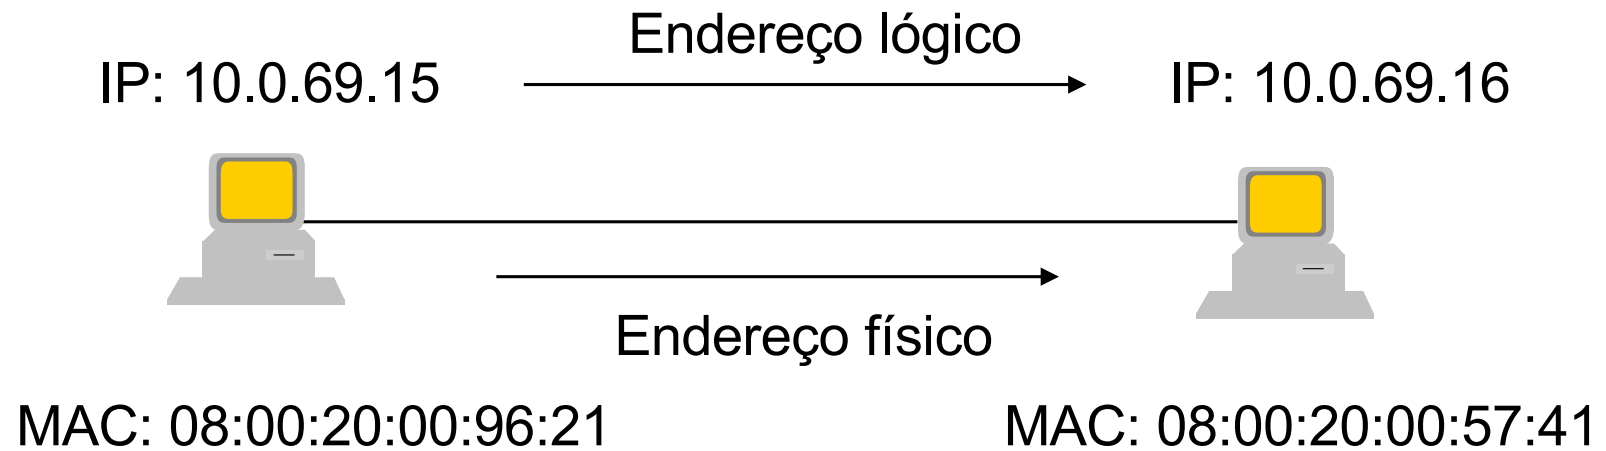 Endereço lógico
IP: 10.0.69.15
IP: 10.0.69.16
Endereço físico
MAC: 08:00:20:00:96:21
MAC: 08:00:20:00:57:41